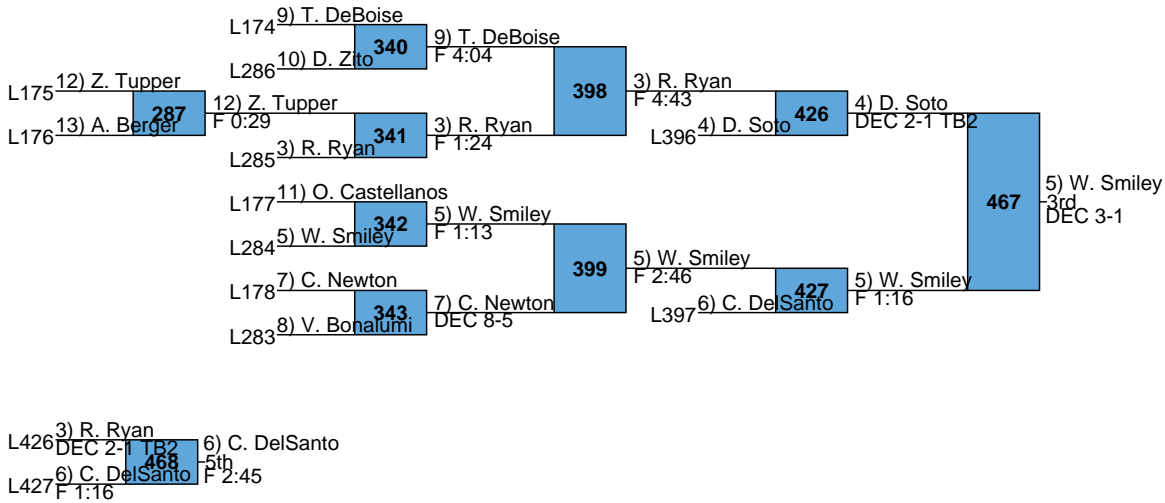 L174 9) T. DeBoise
340
9) T. DeBoise
F 4:04
L286 10) D. Zito
L175 12) Z. Tupper
287
12) Z. Tupper
F 0:29
L176 13) A. Berger
398
3) R. Ryan
F 4:43
341
3) R. Ryan
F 1:24
L285 3) R. Ryan
426
4) D. Soto
DEC 2-1 TB2
L396 4) D. Soto
L177 11) O. Castellanos
342
5) W. Smiley
F 1:13
L284 5) W. Smiley
399
5) W. Smiley
F 2:46
L178 7) C. Newton
343
7) C. Newton
DEC 8-5
L283 8) V. Bonalumi
427
5) W. Smiley
F 1:16
L397 6) C. DelSanto
467
5) W. Smiley
3rd
DEC 3-1
L426 3) R. Ryan
DEC 2-1 TB2
468
6) C. DelSanto
5th
F 2:45
L427 6) C. DelSanto
F 1:16